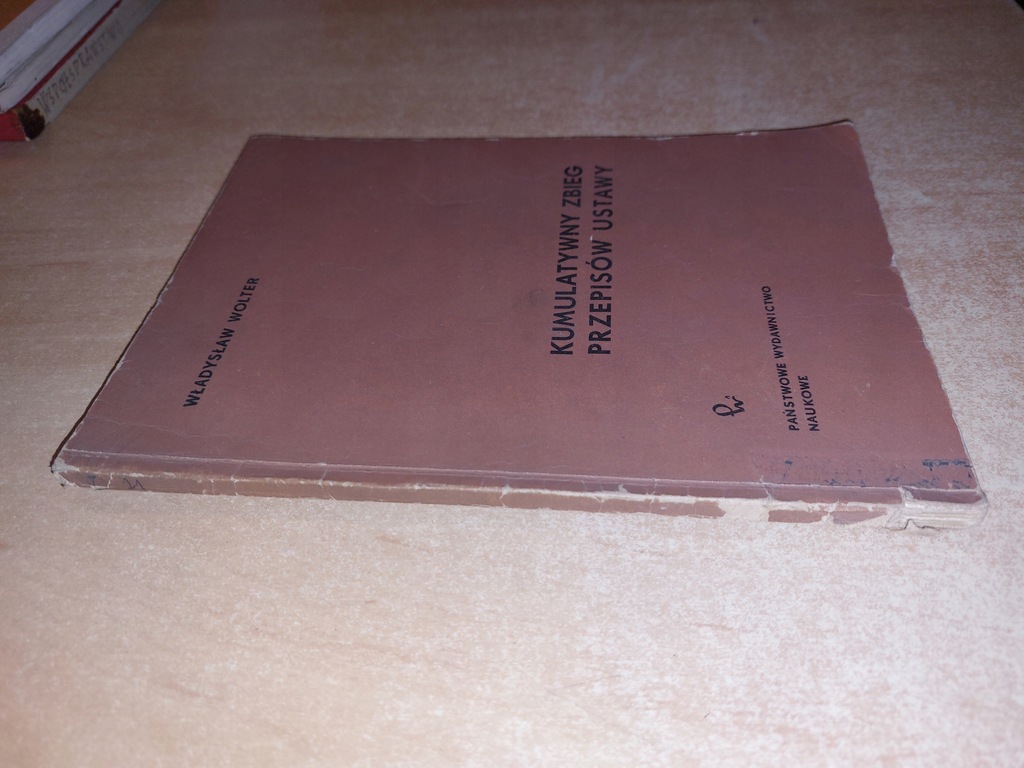 WŁADYSŁAW WOLTER
KUMULATYWNY ZBIEG
PRZEPISÓW USTAWY
PAŃSTWOWE WYDAWNICTWO
NAUKOWE